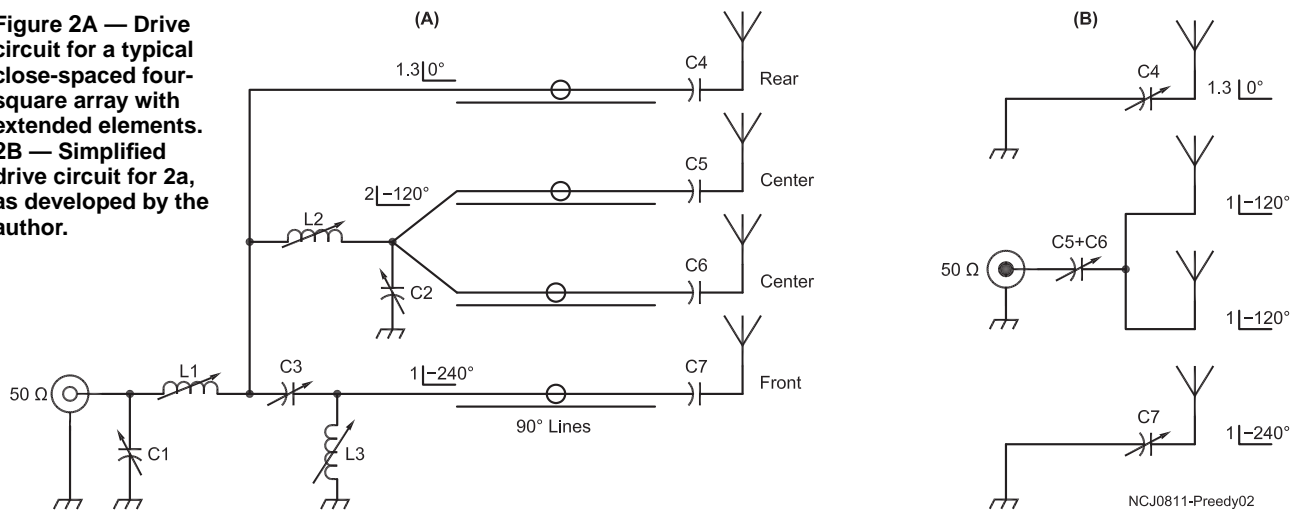 Figure 2A — Drive
circuit for a typical
close-spaced four-
square array with
extended elements.
2B — Simplified
drive circuit for 2a,
as developed by the
author.
(A)
1.3 0°
C4
Rear
C5
Center
2 –120°
L2
C2
C6
Center
50 Ω
C1
L1
C3
L3
1 –240°
90° Lines
C7
Front
(B)
C4
1.3 0°
1 –120°
50 Ω
C5+C6
1 –120°
C7
1 –240°
NCJ0811-Preedy02